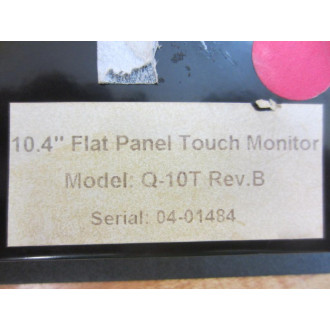 10.4" Flat Panel Touch Monitor
Model: Q-10T Rev.B
Serial: 04-01484